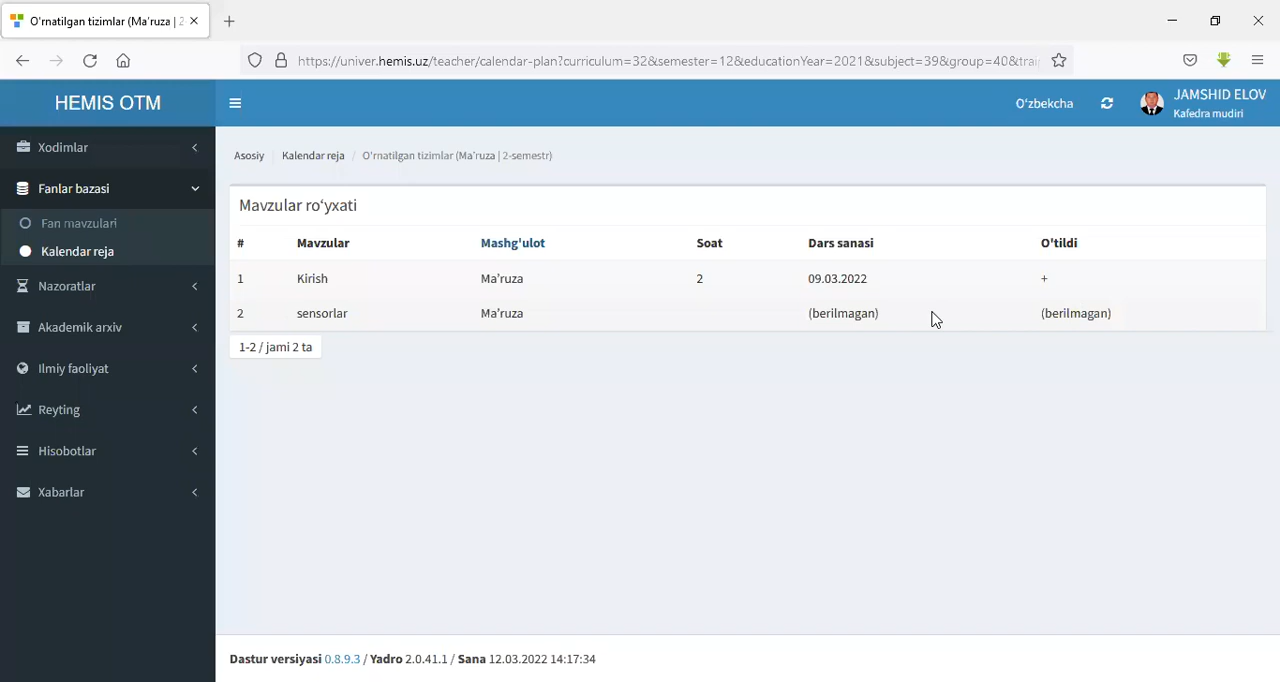 O'rnatilgan tizimlar (Ma'ruza | 2
https://univer.hemis.uz/teacher/calendar-plan?curriculum=32&semester=12&educationYear=2021&subject=39&group=40&trai
HEMIS OTM
O'zbekcha
JAMSHID ELOV
Kafedra mudiri
Xodimlar
Fanlar bazasi
Fan mavzulari
Kalendar reja
Nazoratlar
Akademik arxiv
Ilmiy faoliyat
Reyting
Hisobotlar
Xabarlar
Asosiy / Kalendar reja / O'rnatilgan tizimlar (Ma'ruza | 2-semestr)
Mavzular ro‘yxati
# Mavzular Mashg'ulot Soat Dars sanasi O'tildi
1 Kirish Ma’ruza 2 09.03.2022 +
2 sensorlar Ma’ruza (berilmagan) (berilmagan)
1-2 / jami 2 ta
Dastur versiyasi 0.8.9.3 / Yadro 2.0.41.1 / Sana 12.03.2022 14:17:34